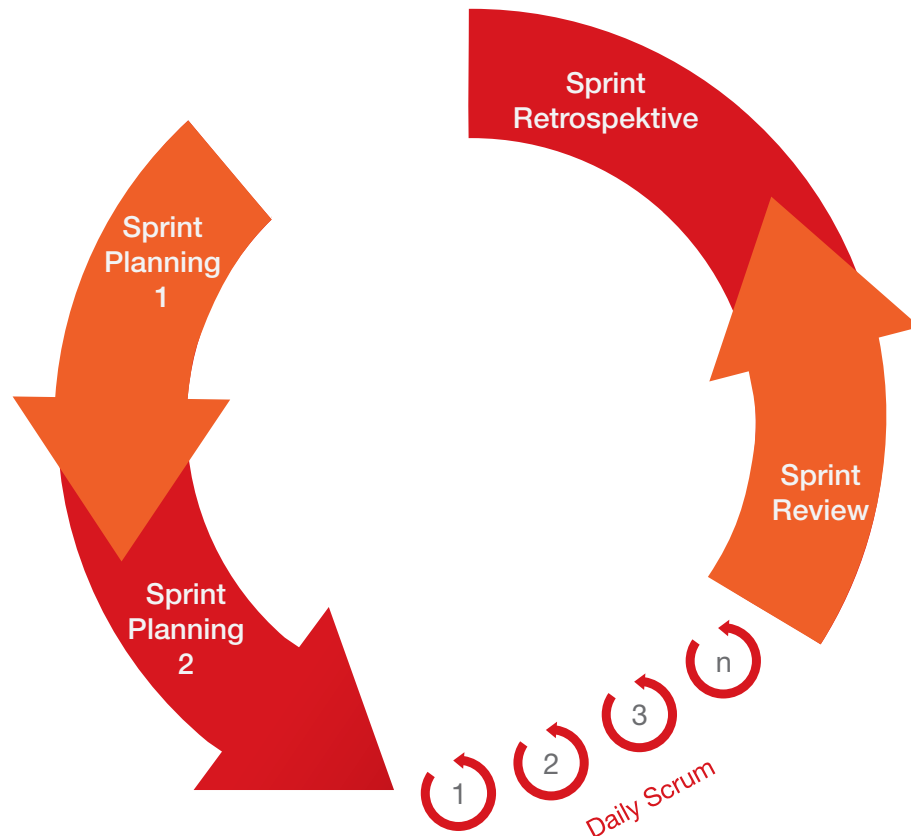 Sprint
Retrospektive
Sprint
Planning
1
Sprint
Planning
2
1
2
3
n
Daily Scrum
Sprint
Review